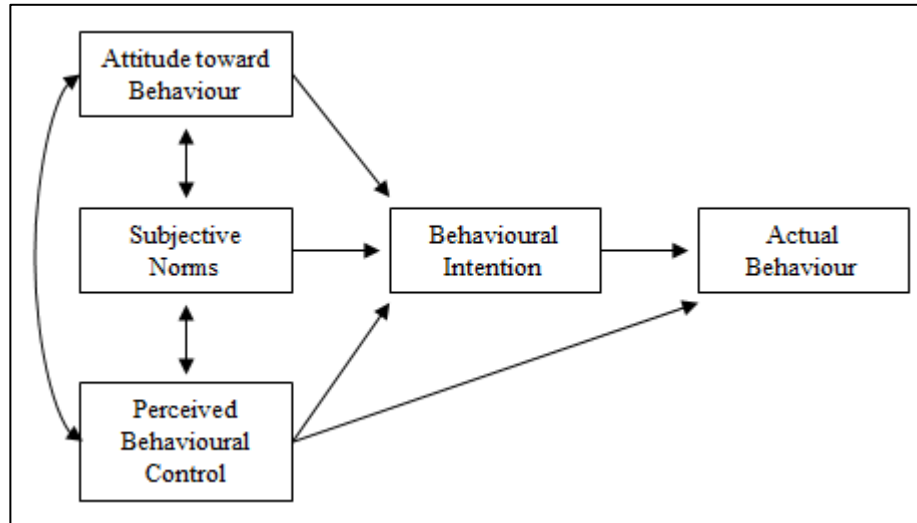 Attitude toward
Behaviour
Subjective
Norms
Behavioural
Intention
Actual
Behaviour
Perceived
Behavioural
Control